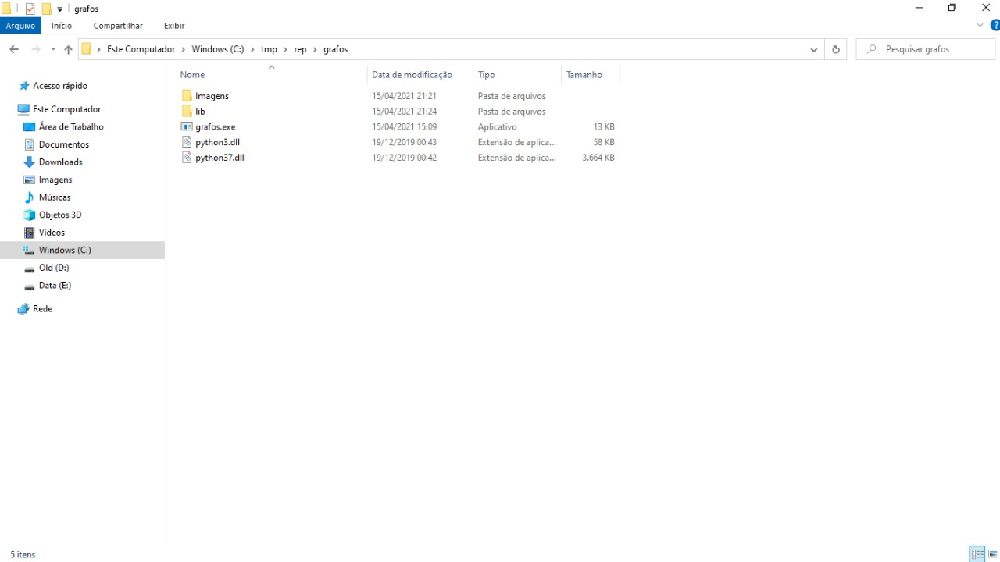 grafos
Arquivo Início Compartilhar Exibir
Este Computador Windows (C:) tmp rep grafos Pesquisar grafos
Nome Data de modificação Tipo Tamanho
Acesso rápido
Este Computador
Área de Trabalho
Documentos
Downloads
Imagens
Músicas
Objetos 3D
Vídeos
Windows (C:)
Old (D:)
Data (E:)
Rede
Imagens 15/04/2021 21:21 Pasta de arquivos
lib 15/04/2021 21:24 Pasta de arquivos
grafos.exe 15/04/2021 15:09 Aplicativo 13 KB
python3.dll 19/12/2019 00:43 Extensão de aplica... 58 KB
python37.dll 19/12/2019 00:42 Extensão de aplica... 3.664 KB
5 itens